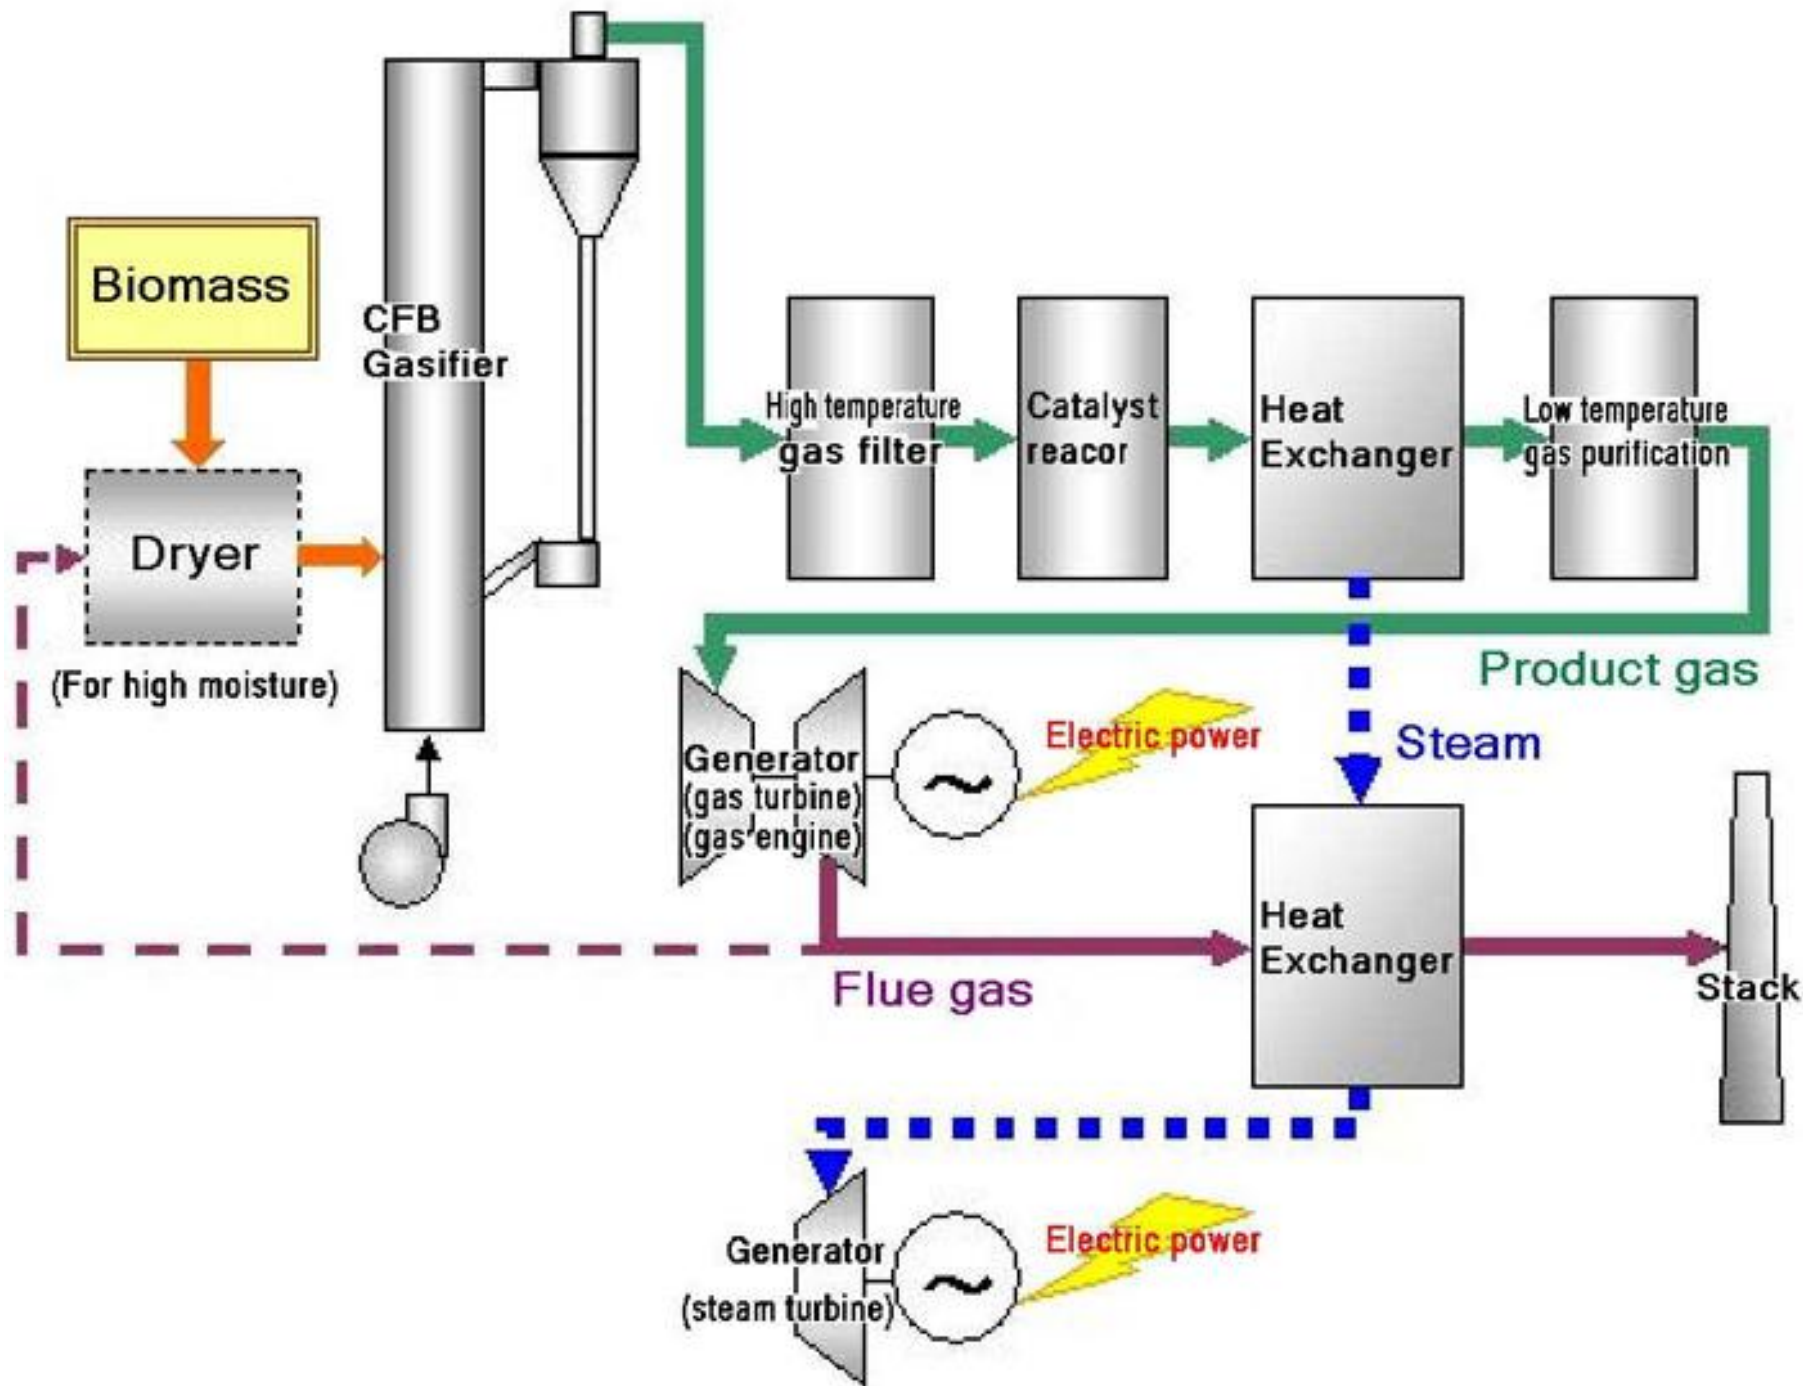 Biomass
CFB
Gasifier
Dryer
(For high moisture)
High temperature
gas filter
Catalyst
reacor
Heat
Exchanger
Low temperature
gas purification
Product gas
Generator
(gas turbine)
(gas engine)
Electric power
Steam
Heat
Exchanger
Stack
Flue gas
Generator
(steam turbine)
Electric power